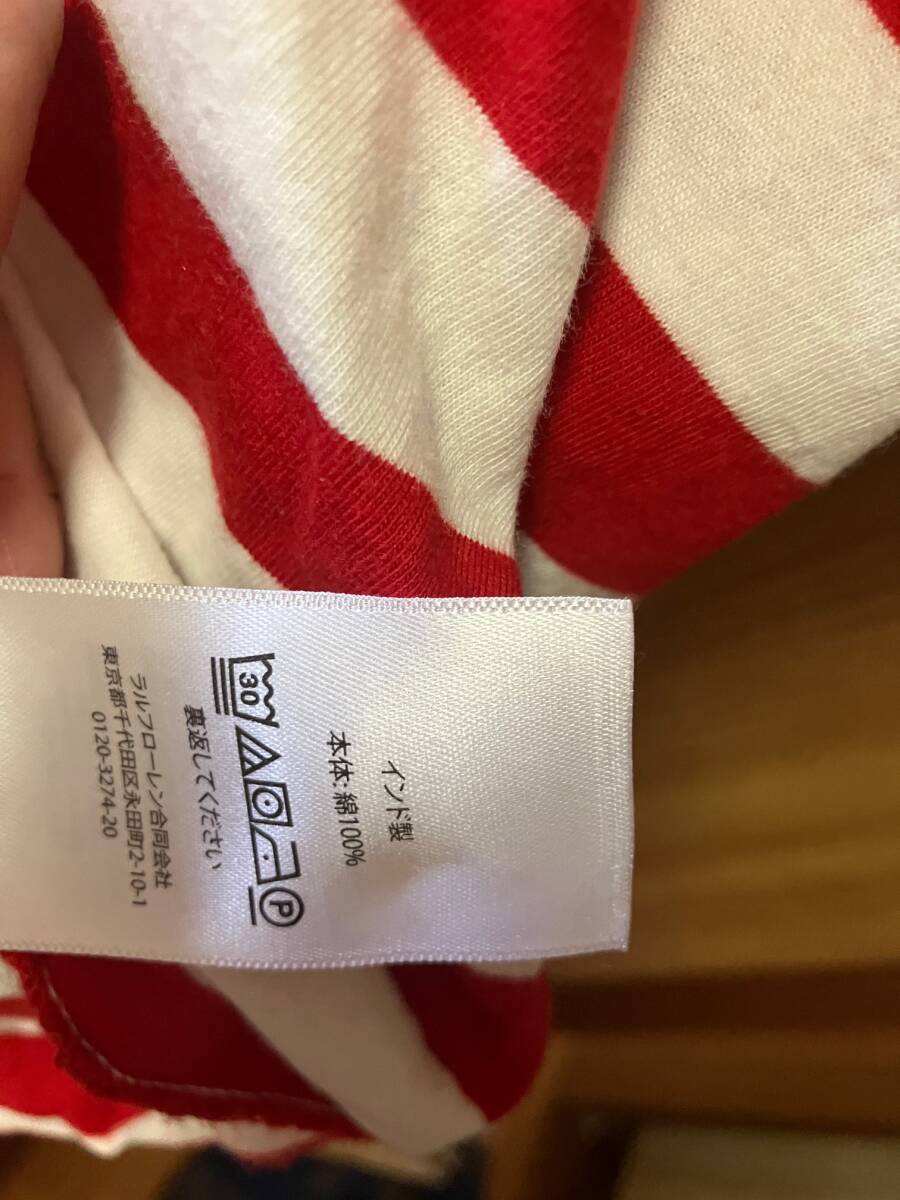 インド製
本体:綿100%
30
P
裏返してください
ラルフローレン合同会社
東京都千代田区永田町2-10-1
0120-3274-20